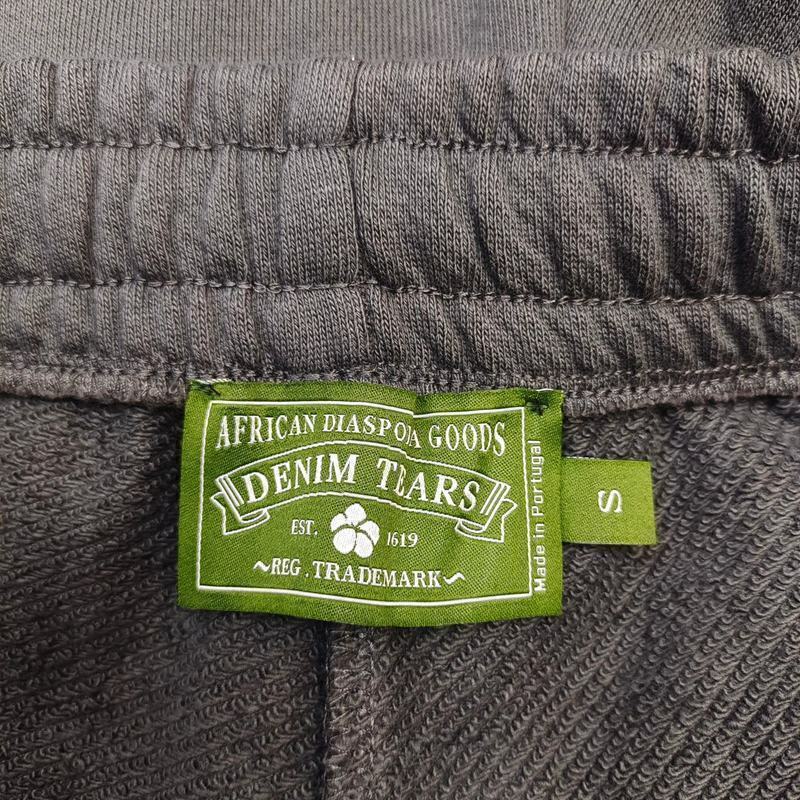 AFRICAN DIASPORA GOODS
DENIM TEARS
EST. 1619
~REG . TRADEMARK~
Made in Portugal
S